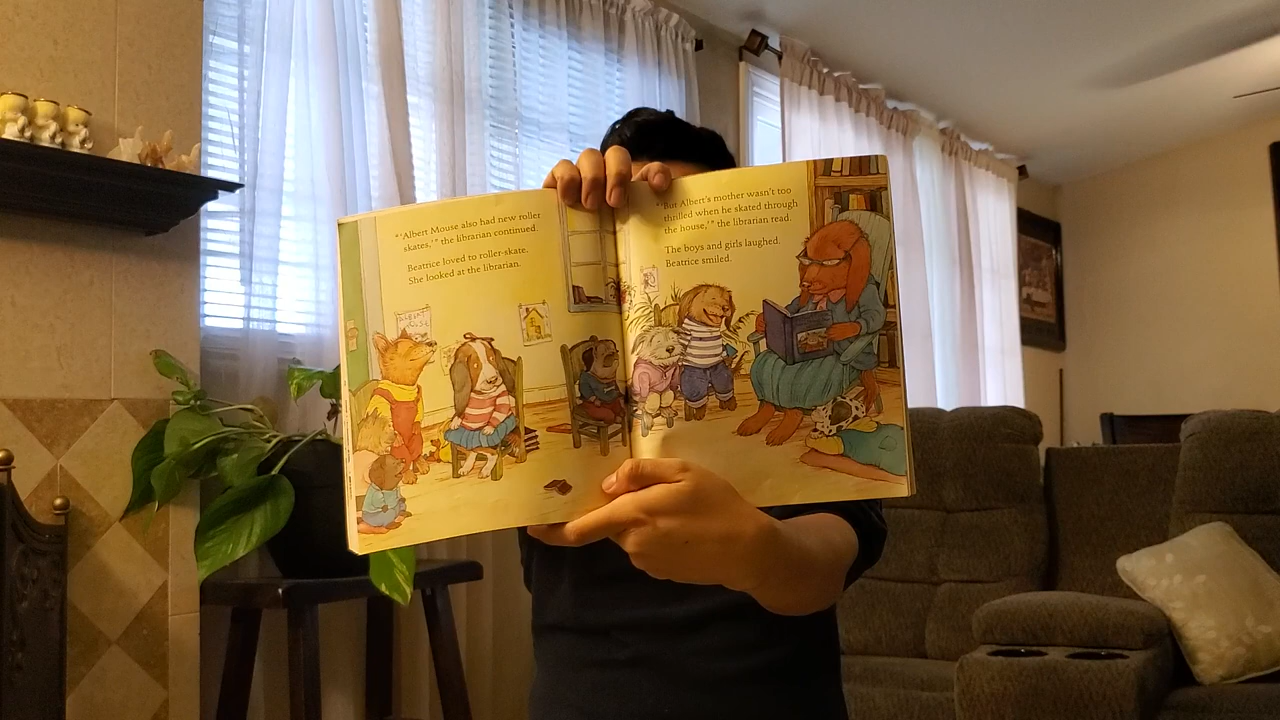 "'Albert Mouse also had new roller
skates,'" the librarian continued.
Beatrice loved to roller-skate.
She looked at the librarian.
"'But Albert's mother wasn't too
thrilled when he skated through
the house,'" the librarian read.
The boys and girls laughed.
Beatrice smiled.